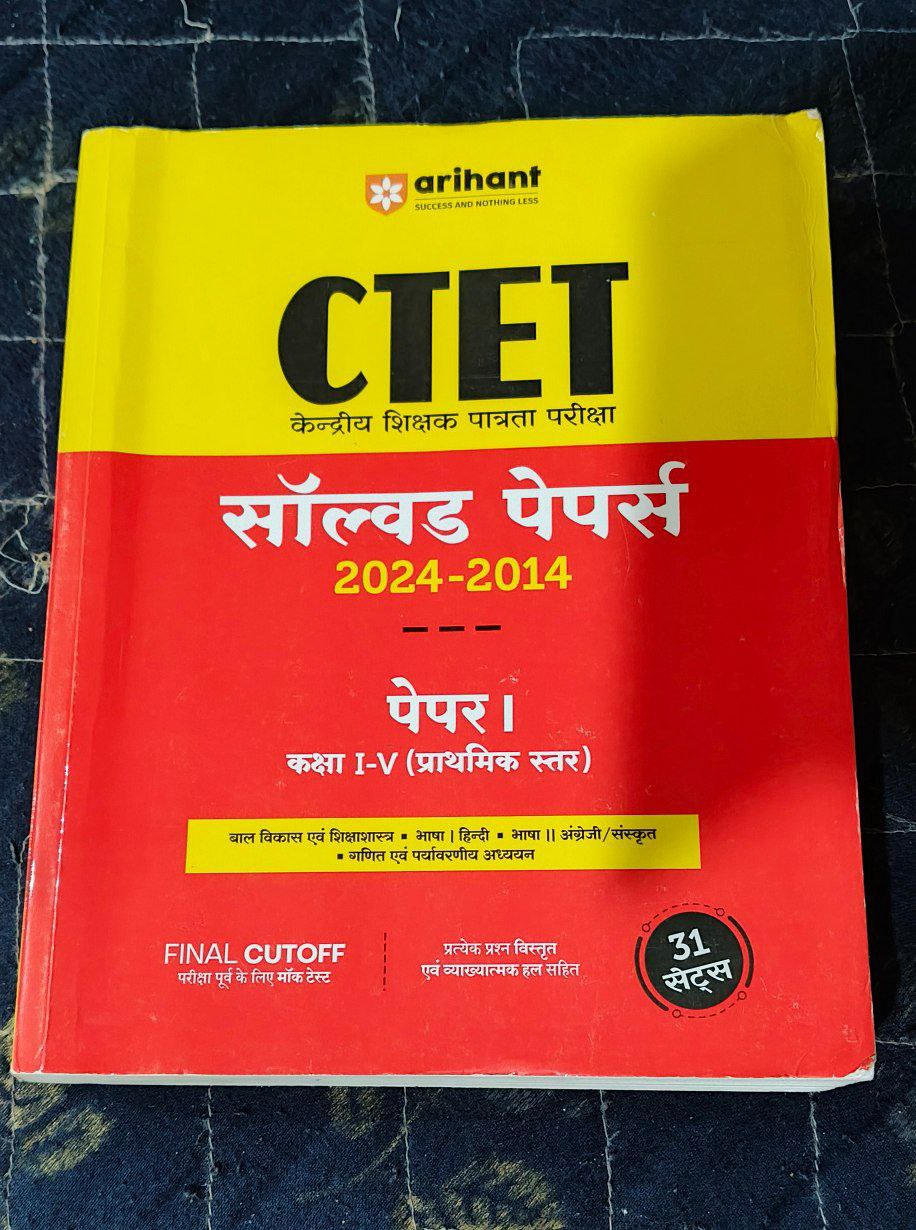 arihant
SUCCESS AND NOTHING LESS
CTET
केन्द्रीय शिक्षक पात्रता परीक्षा
सॉल्वड पेपर्स
2024-2014
पेपर I
कक्षा I-V (प्राथमिक स्तर)
बाल विकास एवं शिक्षाशास्त्र ▪ भाषा I हिन्दी ▪ भाषा II अंग्रेजी/संस्कृत
▪ गणित एवं पर्यावरणीय अध्ययन
FINAL CUTOFF
परीक्षा पूर्व के लिए मॉक टेस्ट
प्रत्येक प्रश्न विस्तृत
एवं व्याख्यात्मक हल सहित
31
सेट्स